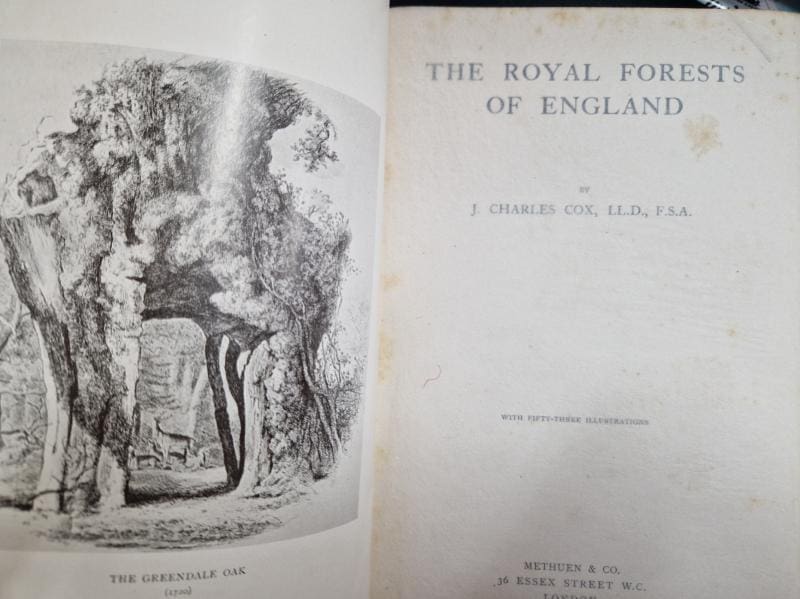 THE GREENDALE OAK
(1720)
THE ROYAL FORESTS
OF ENGLAND
BY
J. CHARLES COX, LL.D., F.S.A.
WITH FIFTY-THREE ILLUSTRATIONS
METHUEN & CO.
36 ESSEX STREET W.C.
LONDON